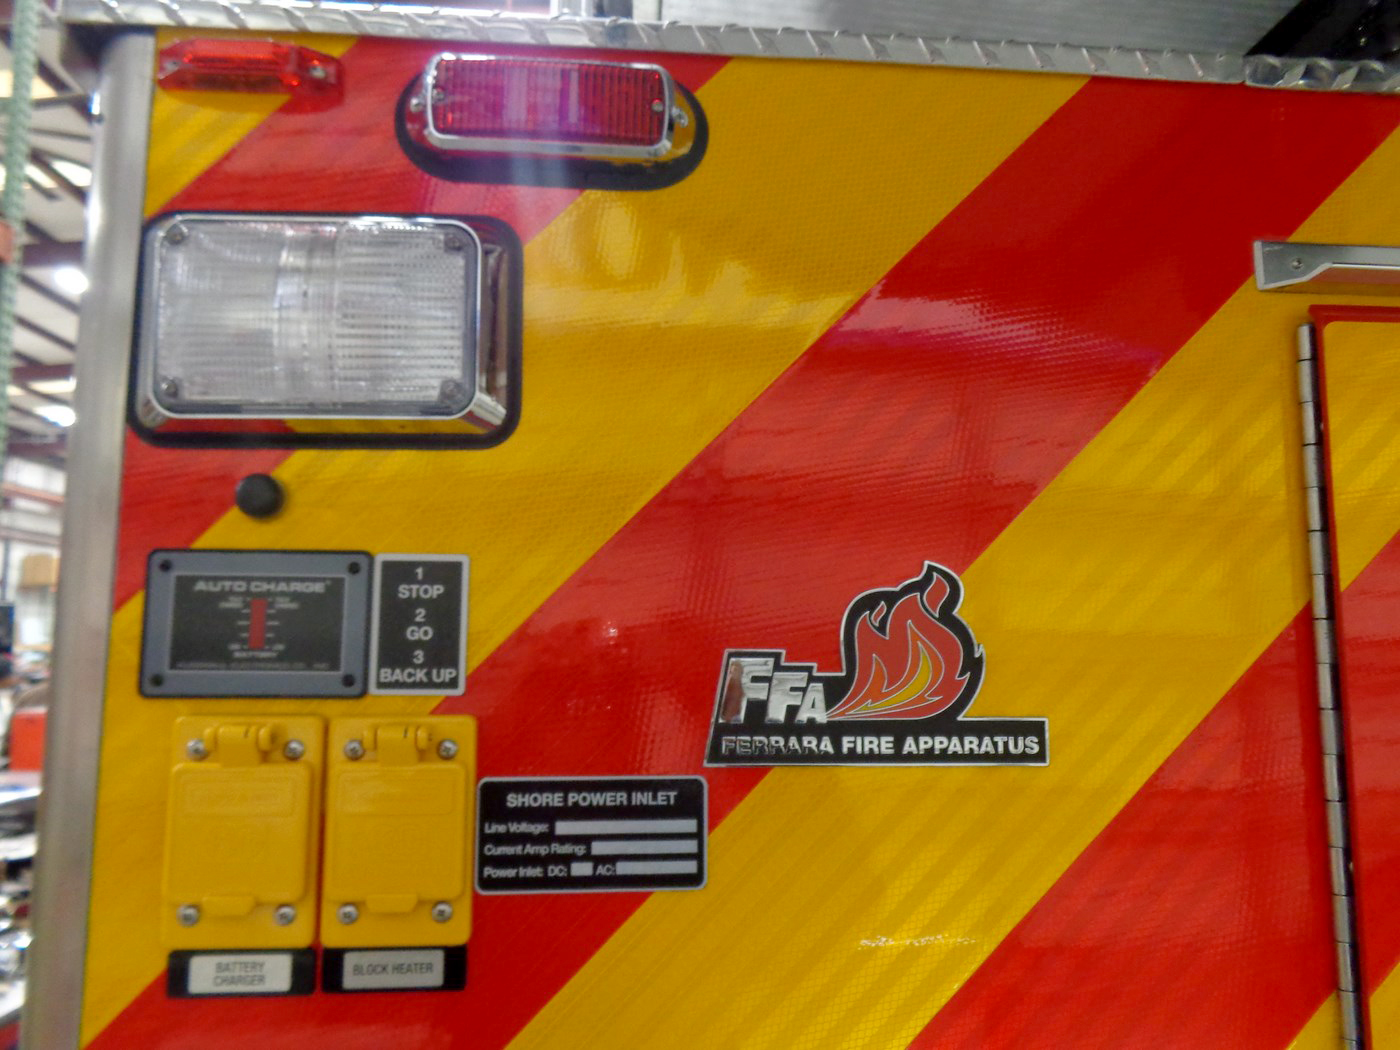 AUTO CHARGE
1
STOP
2
GO
3
BACK UP
FFA
FERRARA FIRE APPARATUS
SHORE POWER INLET
Line Voltage:
Current Amp Rating:
Power Inlet: DC: AC:
BATTERY
CHARGER
BLOCK HEATER